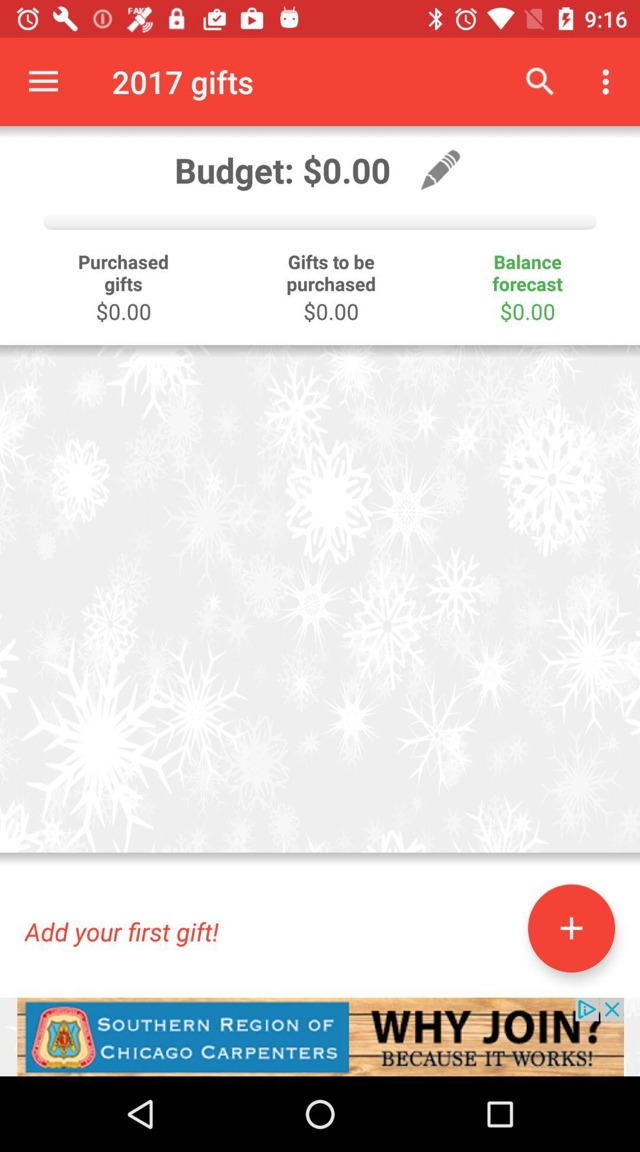 FAKE
9:16
2017 gifts
Budget: $0.00
Purchased gifts
$0.00
Gifts to be purchased
$0.00
Balance forecast
$0.00
Add your first gift!
+
SOUTHERN REGION OF
CHICAGO CARPENTERS
WHY JOIN?
BECAUSE IT WORKS!